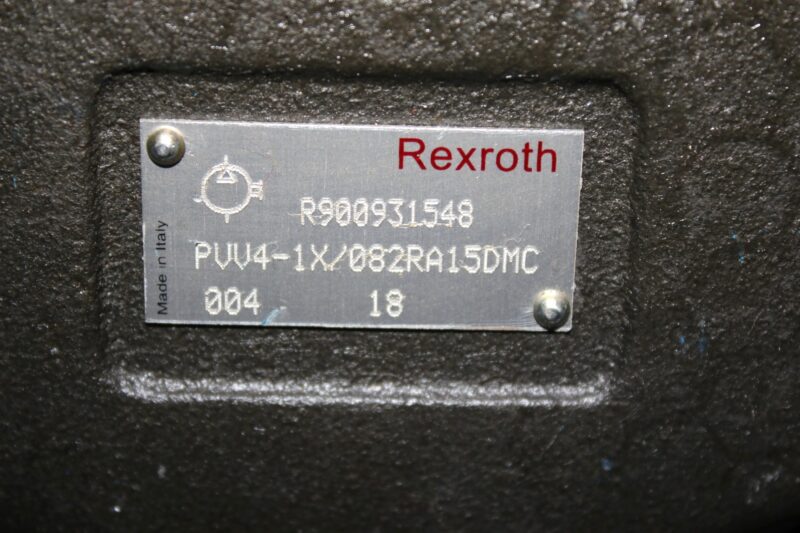 Rexroth
R900931548
PVV4-1X/082RA15DMC
004 18
Made in Italy